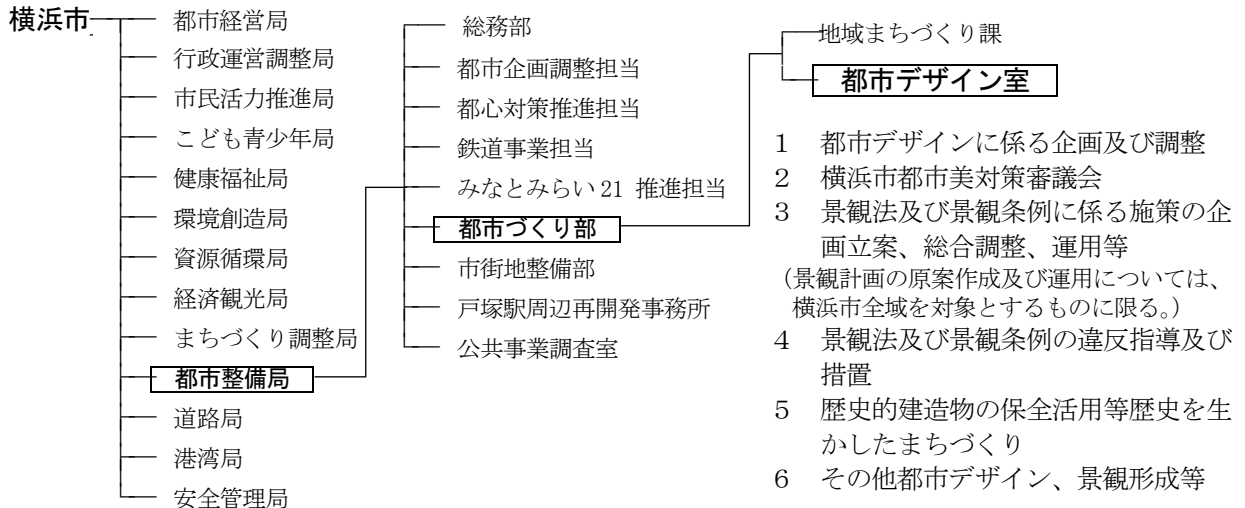 横浜市
都市経営局
行政運営調整局
市民活力推進局
こども青少年局
健康福祉局
環境創造局
資源循環局
経済観光局
まちづくり調整局
都市整備局
道路局
港湾局
安全管理局
総務部
都市企画調整担当
都心対策推進担当
鉄道事業担当
みなとみらい21 推進担当
都市づくり部
市街地整備部
戸塚駅周辺再開発事務所
公共事業調査室
地域まちづくり課
都市デザイン室
1 都市デザインに係る企画及び調整
2 横浜市都市美対策審議会
3 景観法及び景観条例に係る施策の企
画立案、総合調整、運用等
(景観計画の原案作成及び運用については、
横浜市全域を対象とするものに限る。)
4 景観法及び景観条例の違反指導及び
措置
5 歴史的建造物の保全活用等歴史を生
かしたまちづくり
6 その他都市デザイン、景観形成等